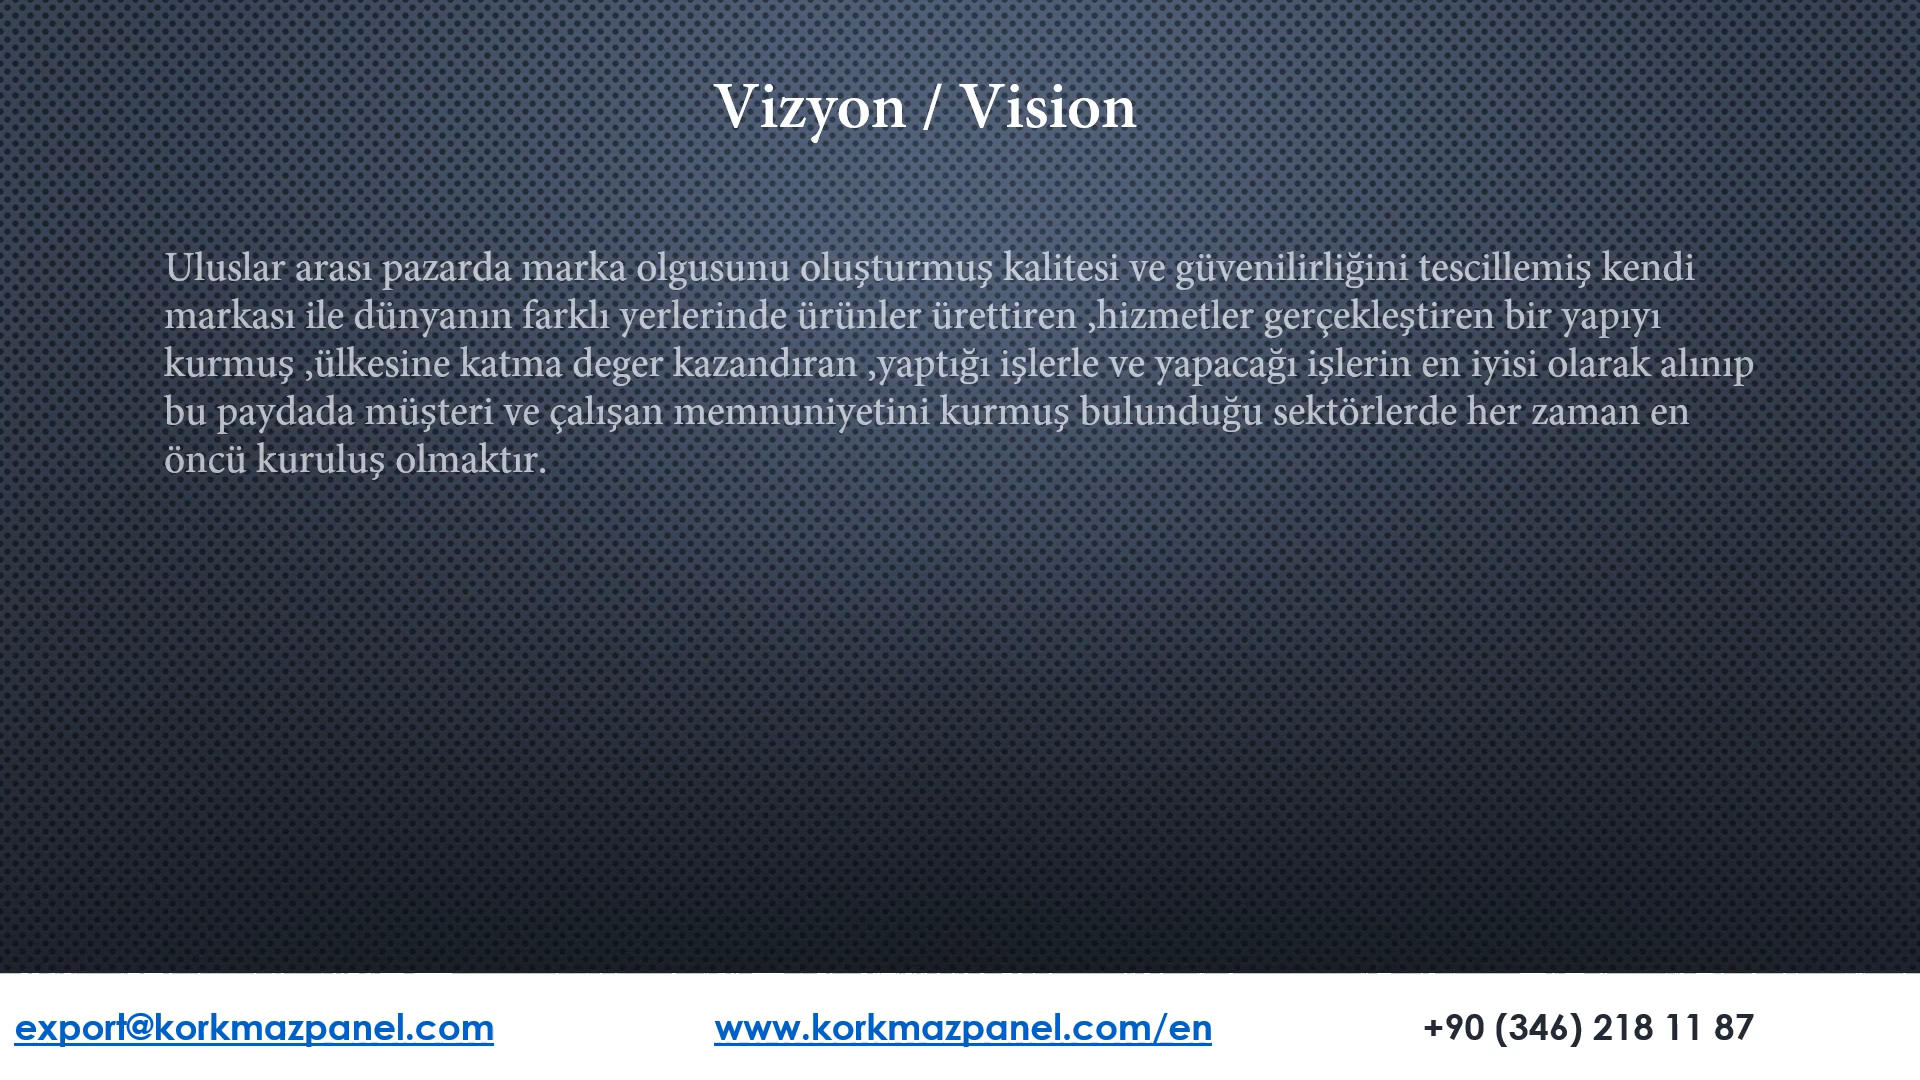 Vizyon / Vision
Uluslar arası pazarda marka olgusunu oluşturmuş kalitesi ve güvenilirliğini tescillemiş kendi
markası ile dünyanın farklı yerlerinde ürünler ürettiren ,hizmetler gerçekleştiren bir yapıyı
kurmuş ,ülkesine katma deger kazandıran ,yaptığı işlerle ve yapacağı işlerin en iyisi olarak alınıp
bu paydada müşteri ve çalışan memnuniyetini kurmuş bulunduğu sektörlerde her zaman en
öncü kuruluş olmaktır.
export@korkmazpanel.com www.korkmazpanel.com/en +90 (346) 218 11 87